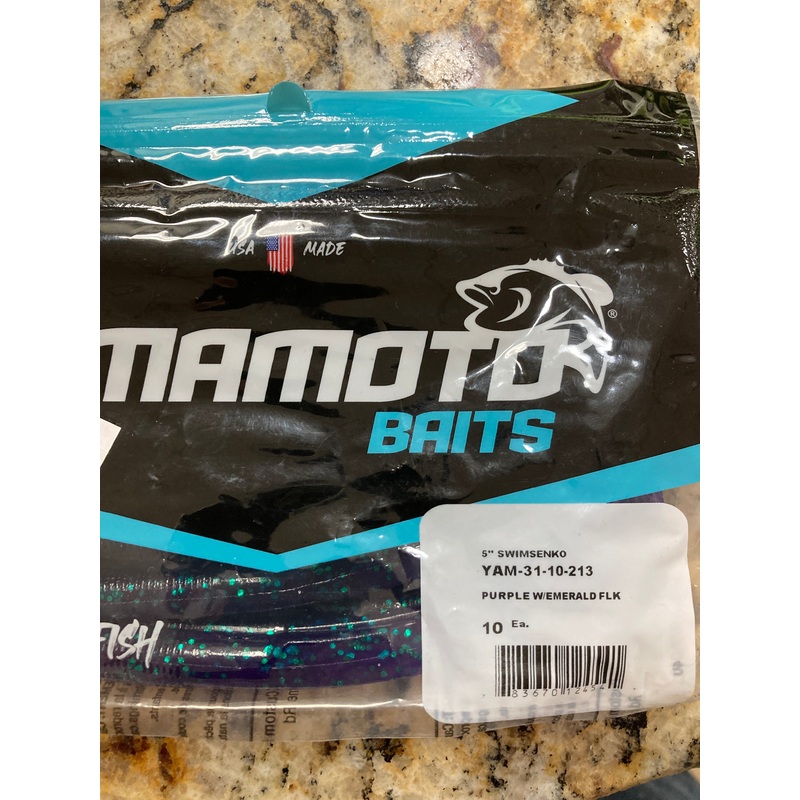 USA MADE
MAMOTO
®
BAITS
5" SWIMSENKO
YAM-31-10-213
PURPLE W/EMERALD FLK
10 Ea.
FISH